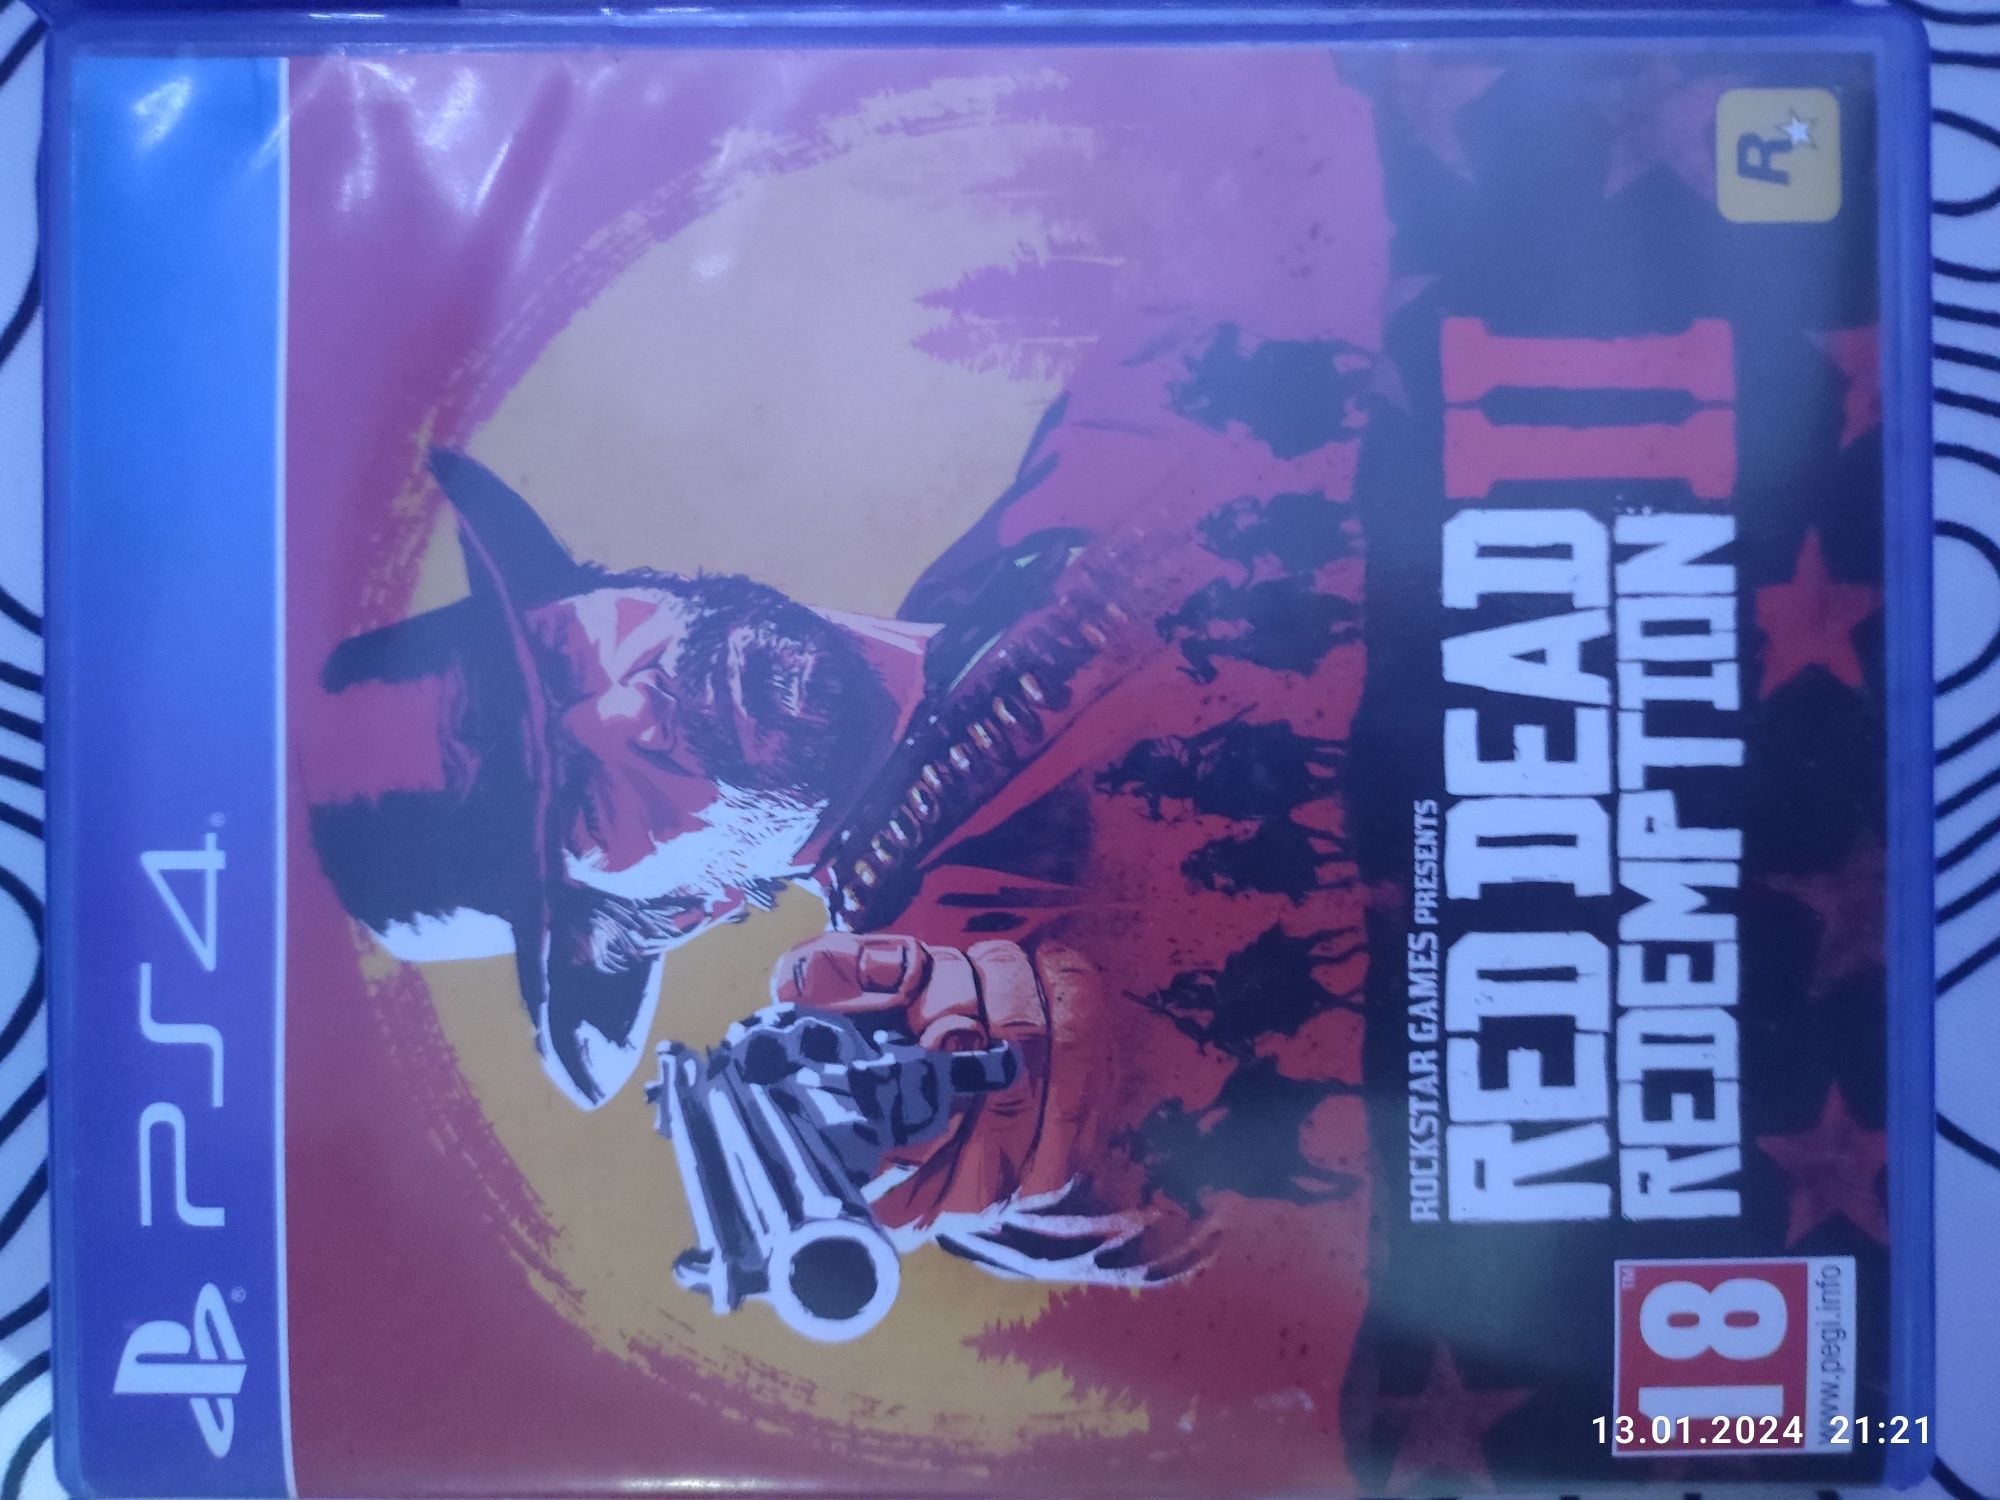 PS4
ROCKSTAR GAMES PRESENTS
RED DEAD
REDEMPTION II
18
www.pegi.info
R
13.01.2024 21:21